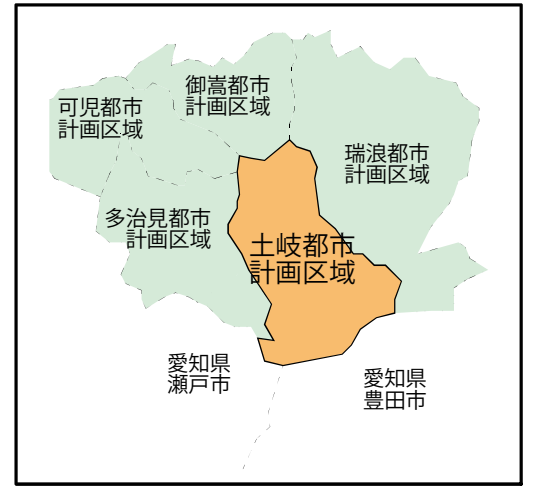 御嵩都市
計画区域
可児都市
計画区域
瑞浪都市
計画区域
多治見都市
計画区域
土岐都市
計画区域
愛知県
瀬戸市
愛知県
豊田市